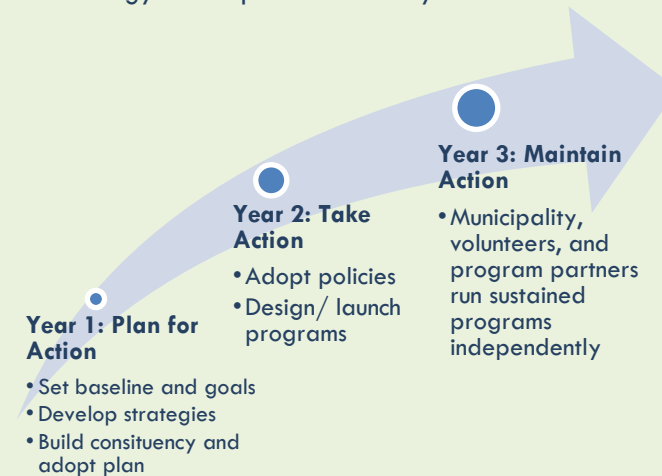 Year 1: Plan for
Action
• Set baseline and goals
• Develop strategies
• Build consituency and
adopt plan
Year 2: Take
Action
• Adopt policies
• Design/ launch
programs
Year 3: Maintain
Action
• Municipality,
volunteers, and
program partners
run sustained
programs
independently